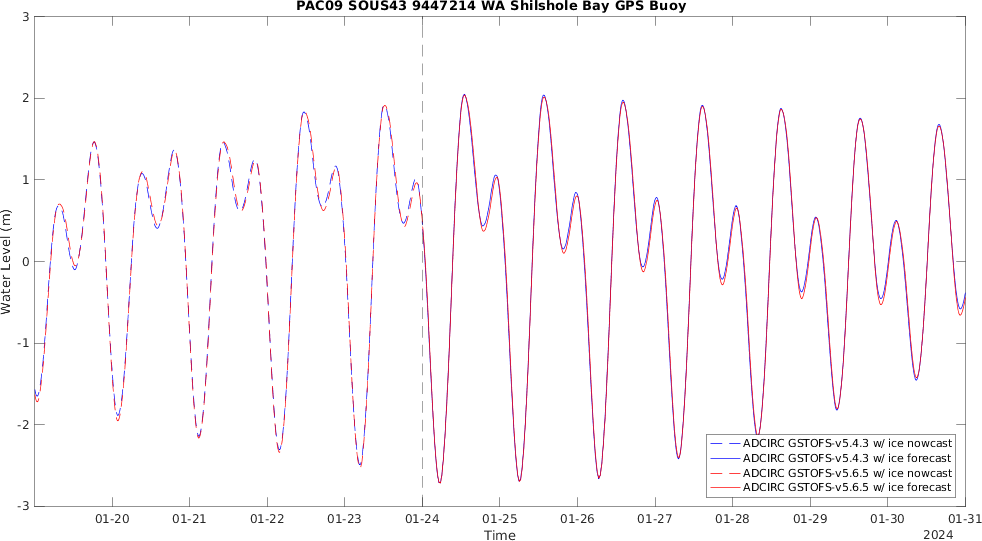 PAC09 SOUS43 9447214 WA Shilshole Bay GPS Buoy
3
2
1
0
-1
-2
-3
Water Level (m)
ADCIRC GSTOFS-v5.4.3 w/ ice nowcast
ADCIRC GSTOFS-v5.4.3 w/ ice forecast
ADCIRC GSTOFS-v5.6.5 w/ ice nowcast
ADCIRC GSTOFS-v5.6.5 w/ ice forecast
01-20 01-21 01-22 01-23 01-24 01-25 01-26 01-27 01-28 01-29 01-30 01-31
Time
2024